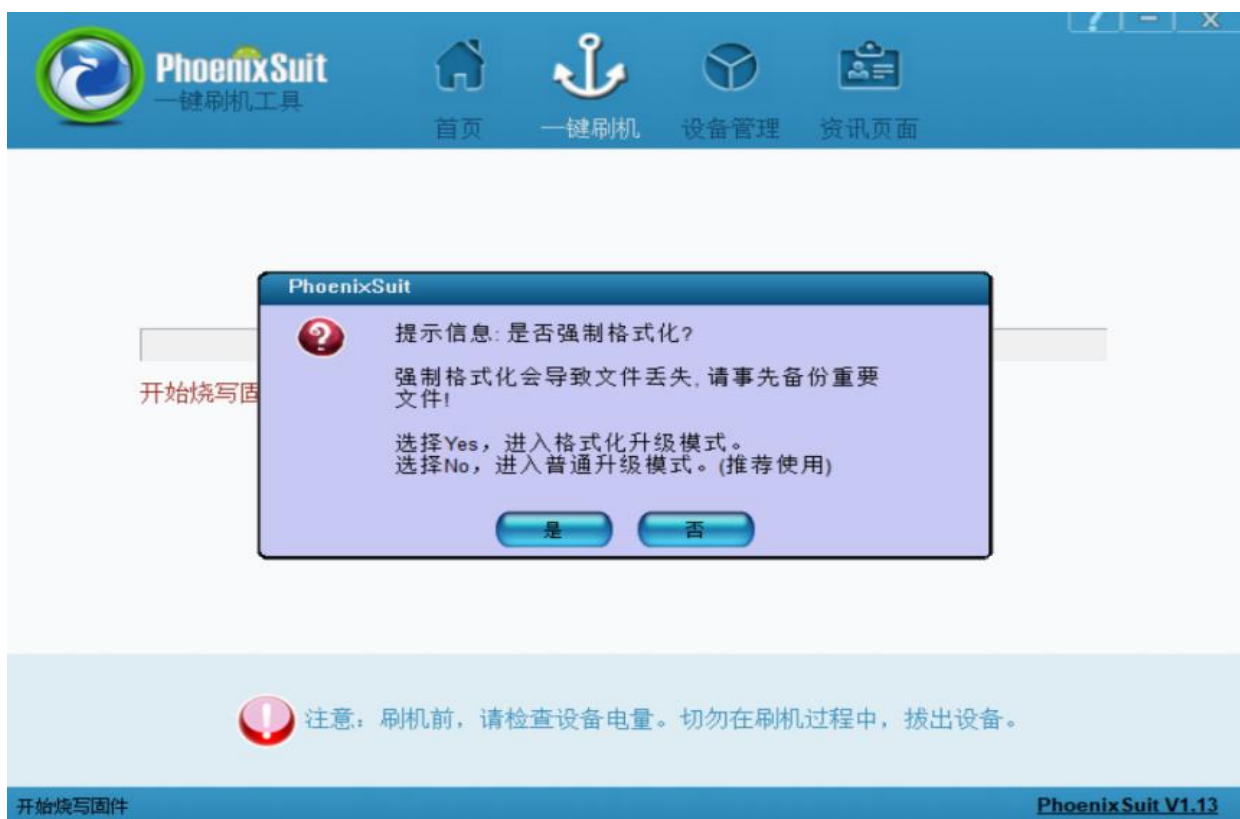 ? — X
PhoenixSuit
一键刷机工具
首页 一键刷机 设备管理 资讯页面
PhoenixSuit
提示信息: 是否强制格式化?
强制格式化会导致文件丢失, 请事先备份重要
文件!
选择Yes，进入格式化升级模式。
选择No，进入普通升级模式。(推荐使用)
是 否
开始烧写固
注意：刷机前，请检查设备电量。切勿在刷机过程中，拔出设备。
开始烧写固件 PhoenixSuit V1.13